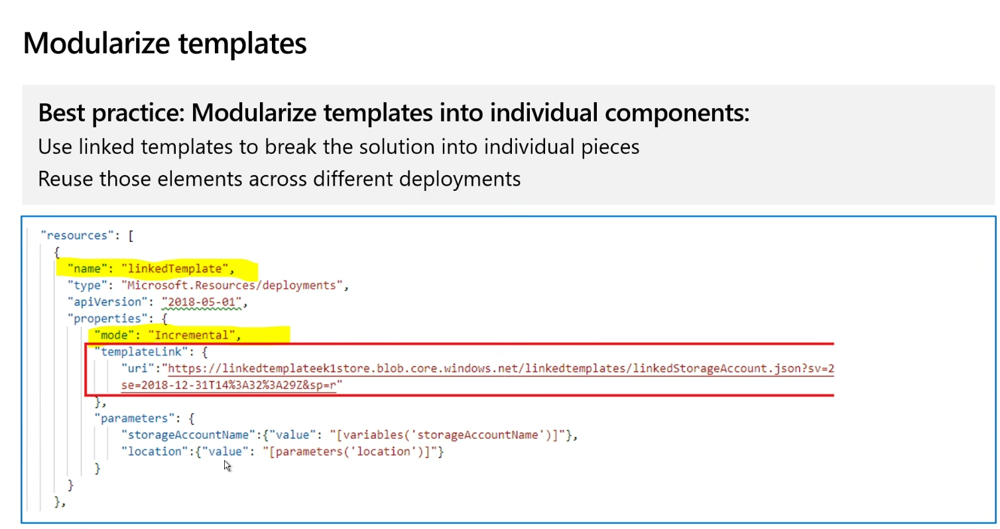 Modularize templates
Best practice: Modularize templates into individual components:
Use linked templates to break the solution into individual pieces
Reuse those elements across different deployments
"resources": [
{
"name": "linkedTemplate",
"type": "Microsoft.Resources/deployments",
"apiVersion": "2018-05-01",
"properties": {
"mode": "Incremental",
"templateLink": {
"uri":"https://linkedtemplateek1store.blob.core.windows.net/linkedtemplates/linkedStorageAccount.json?sv=2
se=2018-12-31T14%3A32%3A29Z&sp=r"
},
"parameters": {
"storageAccountName":{"value": "[variables('storageAccountName')]"},
"location":{"value": "[parameters('location')]"}
}
}
},